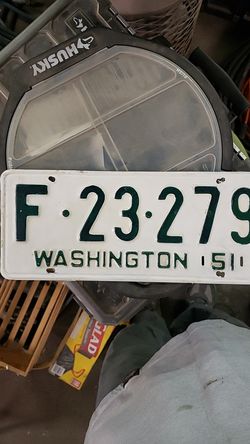 HUSKY
F·23·279
WASHINGTON '51'
GLAD